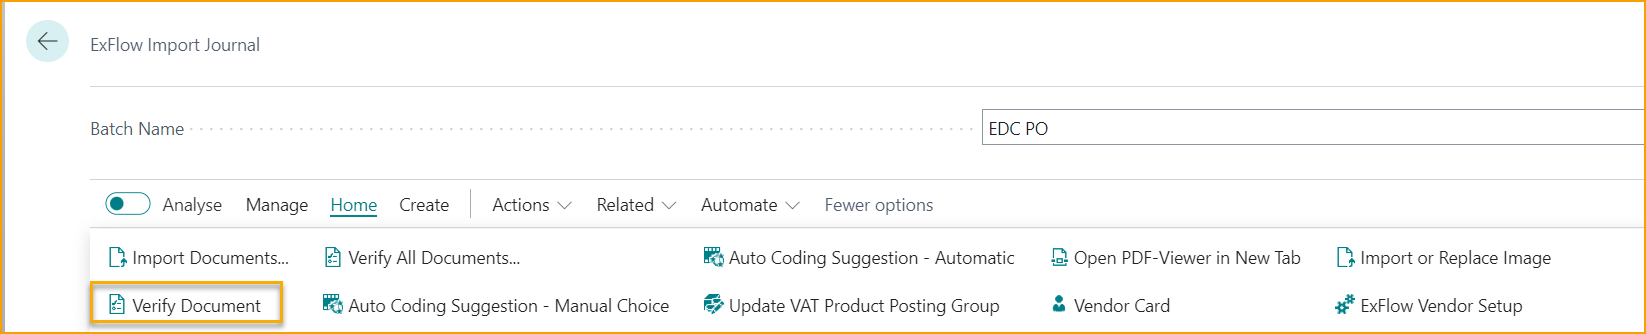 ExFlow Import Journal
Batch Name EDC PO
Analyse Manage Home Create Actions Related Automate Fewer options
Import Documents... Verify All Documents... Auto Coding Suggestion - Automatic Open PDF-Viewer in New Tab Import or Replace Image
Verify Document Auto Coding Suggestion - Manual Choice Update VAT Product Posting Group Vendor Card ExFlow Vendor Setup